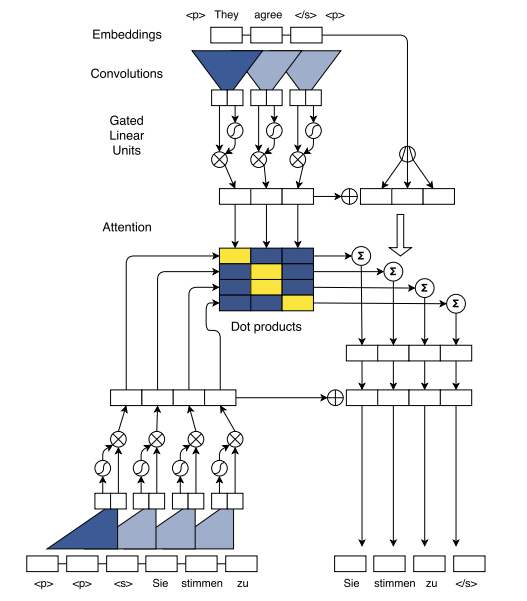 <p> They agree </s> <p>
Embeddings
Convolutions
Gated
Linear
Units
Attention
Σ
Σ
Σ
Σ
Dot products
<p> <p> <s> Sie stimmen zu
Sie stimmen zu </s>